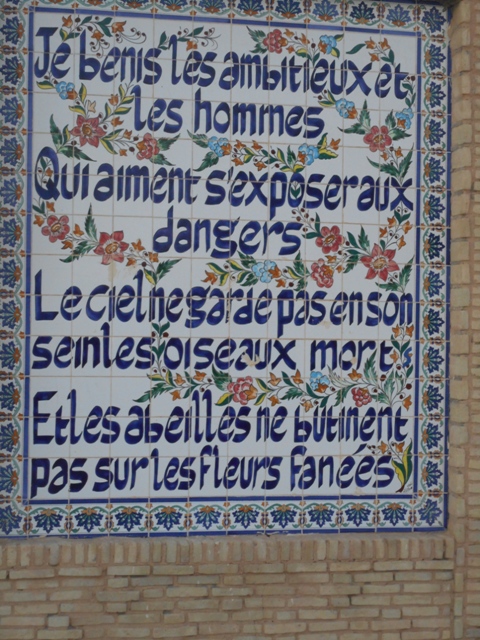 Je bénis les ambitieux et
les hommes
Qui aiment s'exposer aux
dangers
Le ciel ne garde pas en son
sein les oiseaux morts
Et les abeilles ne butinent
pas sur les fleurs fanées